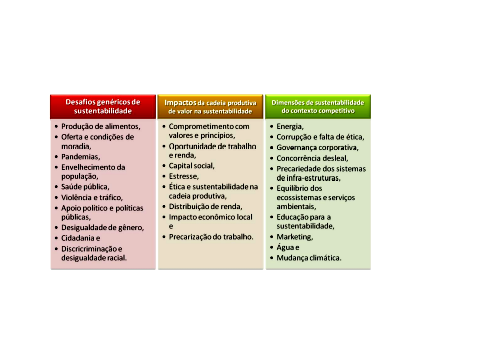 Desafios genéricos de
sustentabilidade
• Produção de alimentos,
• Oferta e condições de
moradia,
• Pandemias,
• Envelhecimento da
população,
• Saúde pública,
• Violência e tráfico,
• Apoio político e políticas
públicas,
• Desigualdade de gênero,
• Cidadania e
• Discricriminação e
desigualdade racial.
Impactos da cadeia produtiva
de valor na sustentabilidade
• Comprometimento com
valores e princípios,
• Oportunidade de trabalho
e renda,
• Capital social,
• Estresse,
• Ética e sustentabilidade na
cadeia produtiva,
• Distribuição de renda,
• Impacto econômico local
e
• Precarização do trabalho.
Dimensões de sustentabilidade
do contexto competitivo
• Energia,
• Corrupção e falta de ética,
• Governança corporativa,
• Concorrência desleal,
• Precariedade dos sistemas
de infra-estruturas,
• Equilíbrio dos
ecossistemas e serviços
ambientais,
• Educação para a
sustentabilidade,
• Marketing,
• Água e
• Mudança climática.